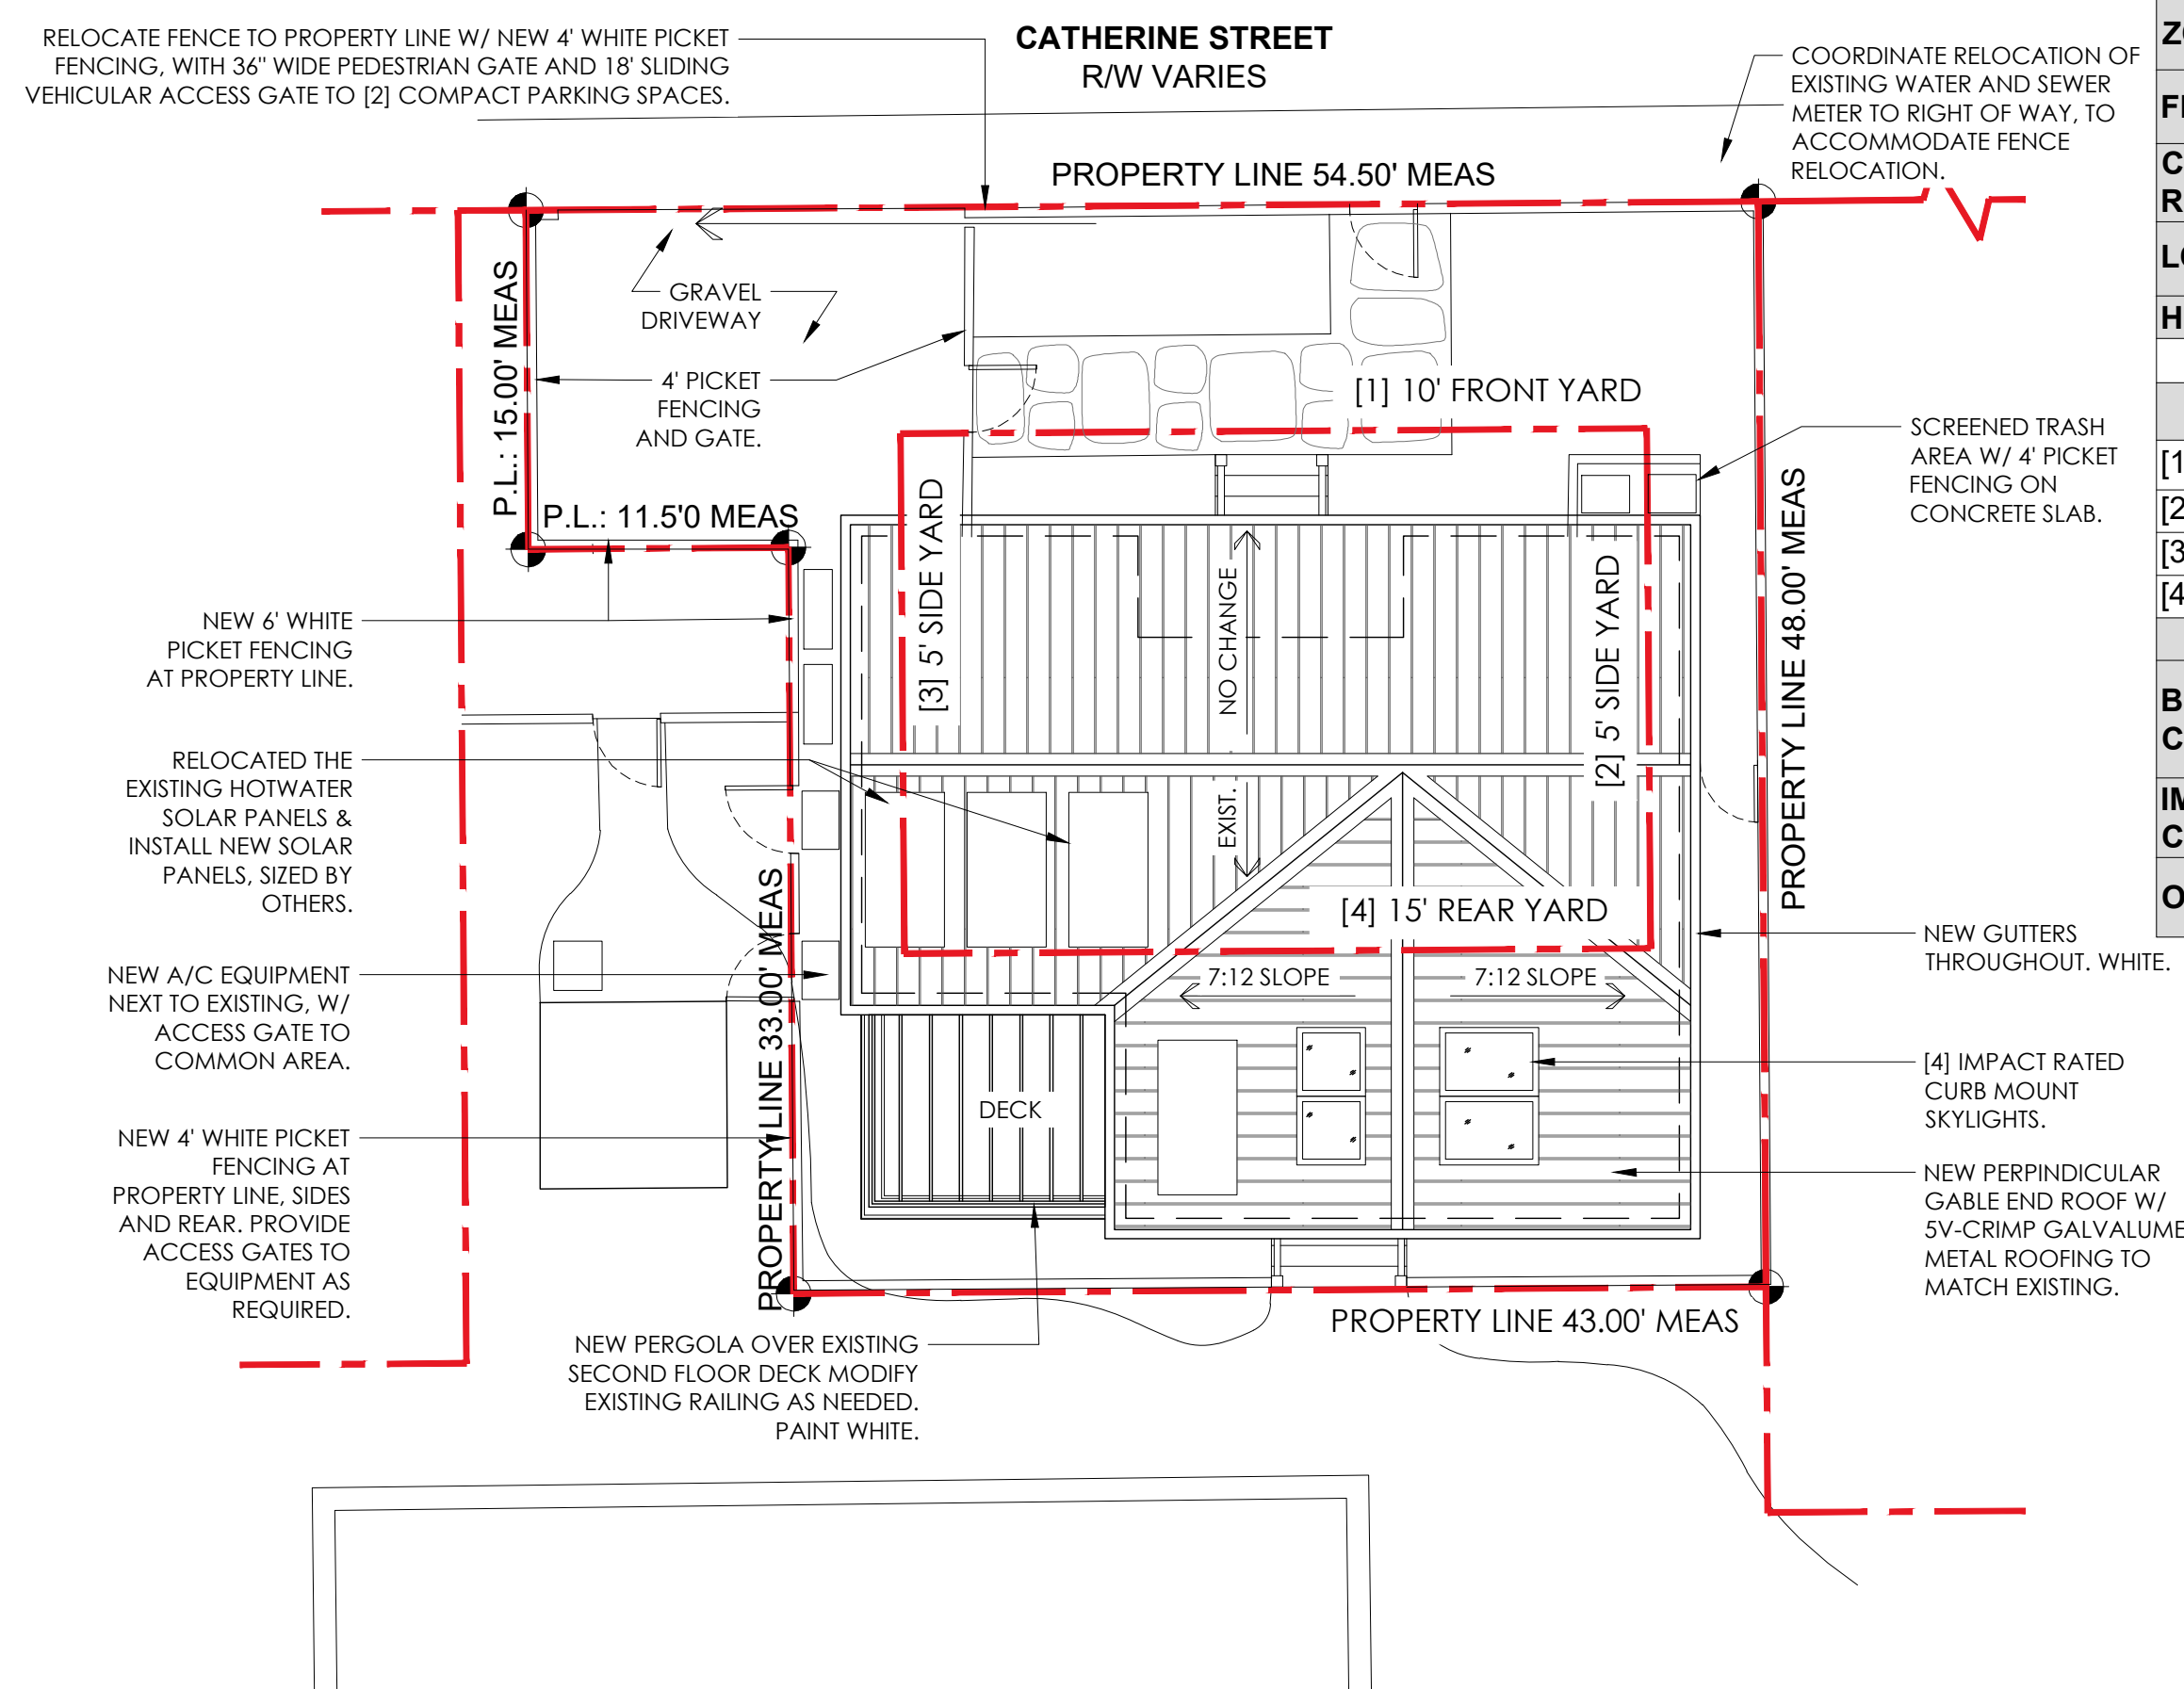 RELOCATE FENCE TO PROPERTY LINE W/ NEW 4' WHITE PICKET
FENCING, WITH 36" WIDE PEDESTRIAN GATE AND 18' SLIDING
VEHICULAR ACCESS GATE TO [2] COMPACT PARKING SPACES.
CATHERINE STREET
R/W VARIES
COORDINATE RELOCATION OF
EXISTING WATER AND SEWER
METER TO RIGHT OF WAY, TO
ACCOMMODATE FENCE
RELOCATION.
PROPERTY LINE 54.50' MEAS
P.L.: 15.00' MEAS
GRAVEL
DRIVEWAY
4' PICKET
FENCING
AND GATE.
P.L.: 11.5'0 MEAS
[1] 10' FRONT YARD
SCREENED TRASH
AREA W/ 4' PICKET
FENCING ON
CONCRETE SLAB.
[3] 5' SIDE YARD
EXIST. NO CHANGE
[2] 5' SIDE YARD
PROPERTY LINE 48.00' MEAS
NEW 6' WHITE
PICKET FENCING
AT PROPERTY LINE.
RELOCATED THE
EXISTING HOTWATER
SOLAR PANELS &
INSTALL NEW SOLAR
PANELS, SIZED BY
OTHERS.
[4] 15' REAR YARD
7:12 SLOPE
7:12 SLOPE
NEW GUTTERS
THROUGHOUT. WHITE.
NEW A/C EQUIPMENT
NEXT TO EXISTING, W/
ACCESS GATE TO
COMMON AREA.
PROPERTY LINE 33.00' MEAS
DECK
[4] IMPACT RATED
CURB MOUNT
SKYLIGHTS.
NEW 4' WHITE PICKET
FENCING AT
PROPERTY LINE, SIDES
AND REAR. PROVIDE
ACCESS GATES TO
EQUIPMENT AS
REQUIRED.
NEW PERPINDICULAR
GABLE END ROOF W/
5V-CRIMP GALVALUME
METAL ROOFING TO
MATCH EXISTING.
PROPERTY LINE 43.00' MEAS
NEW PERGOLA OVER EXISTING
SECOND FLOOR DECK MODIFY
EXISTING RAILING AS NEEDED.
PAINT WHITE.